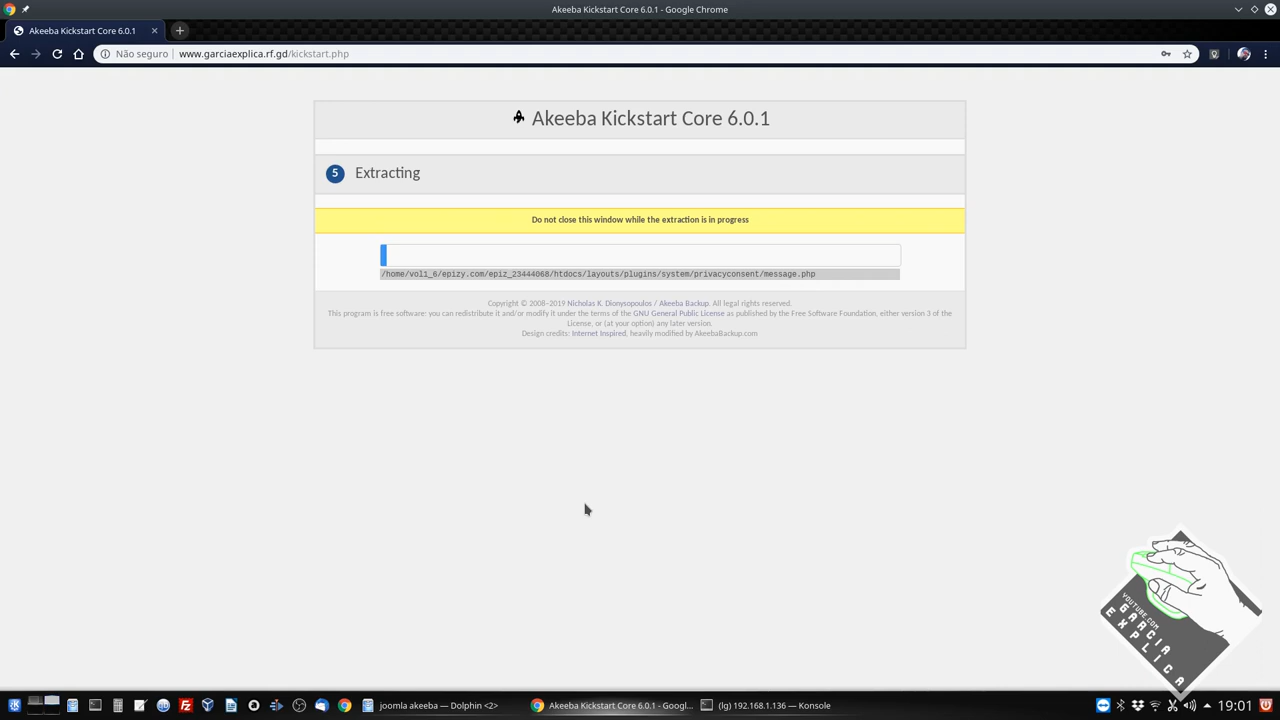 Akeeba Kickstart Core 6.0.1 - Google Chrome
Akeeba Kickstart Core 6.0.1
Não seguro | www.garciaexplica.rf.gd/kickstart.php
Akeeba Kickstart Core 6.0.1
5 Extracting
Do not close this window while the extraction is in progress
/home/vol1_6/epizy.com/epiz_23444068/htdocs/layouts/plugins/system/privacyconsent/message.php
Copyright © 2008–2019 Nicholas K. Dionysopoulos / Akeeba Backup. All legal rights reserved.
This program is free software: you can redistribute it and/or modify it under the terms of the GNU General Public License as published by the Free Software Foundation, either version 3 of the
License, or (at your option) any later version.
Design credits: Internet Inspired, heavily modified by AkeebaBackup.com
YOUTUBE.COM
GARCIA
EXPLICA
joomla akeeba — Dolphin <2>
Akeeba Kickstart Core 6.0.1 - Googl...
(lg) 192.168.1.136 — Konsole
19:01